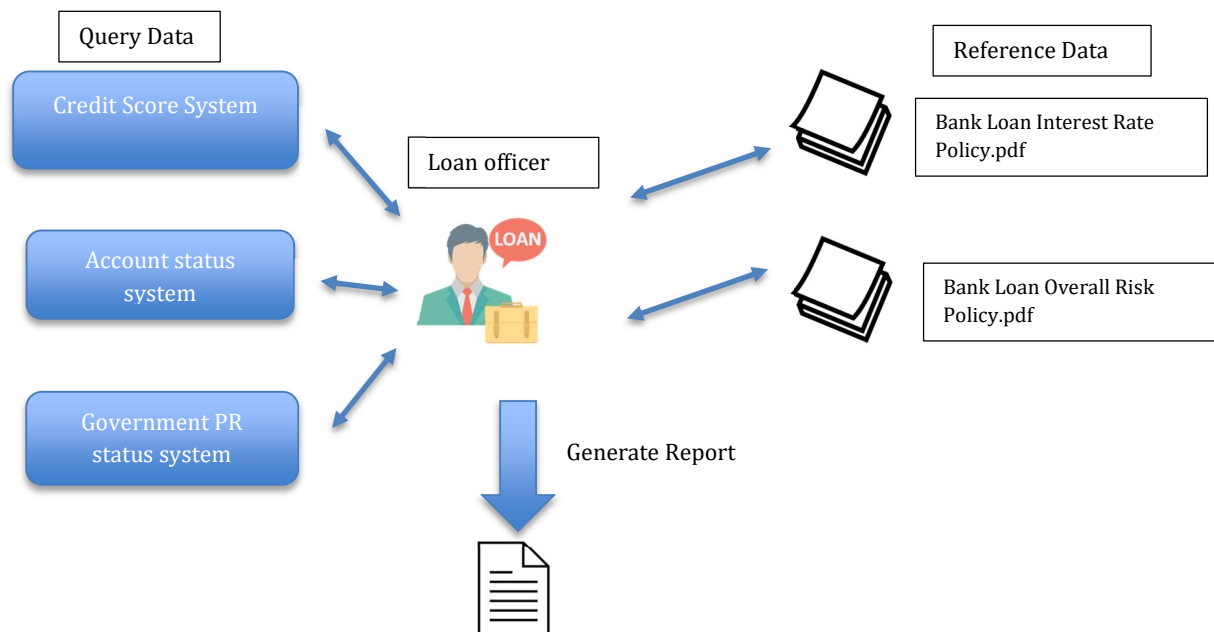 Query Data
Credit Score System
Account status
system
Government PR
status system
Loan officer
LOAN
Generate Report
Reference Data
Bank Loan Interest Rate
Policy.pdf
Bank Loan Overall Risk
Policy.pdf